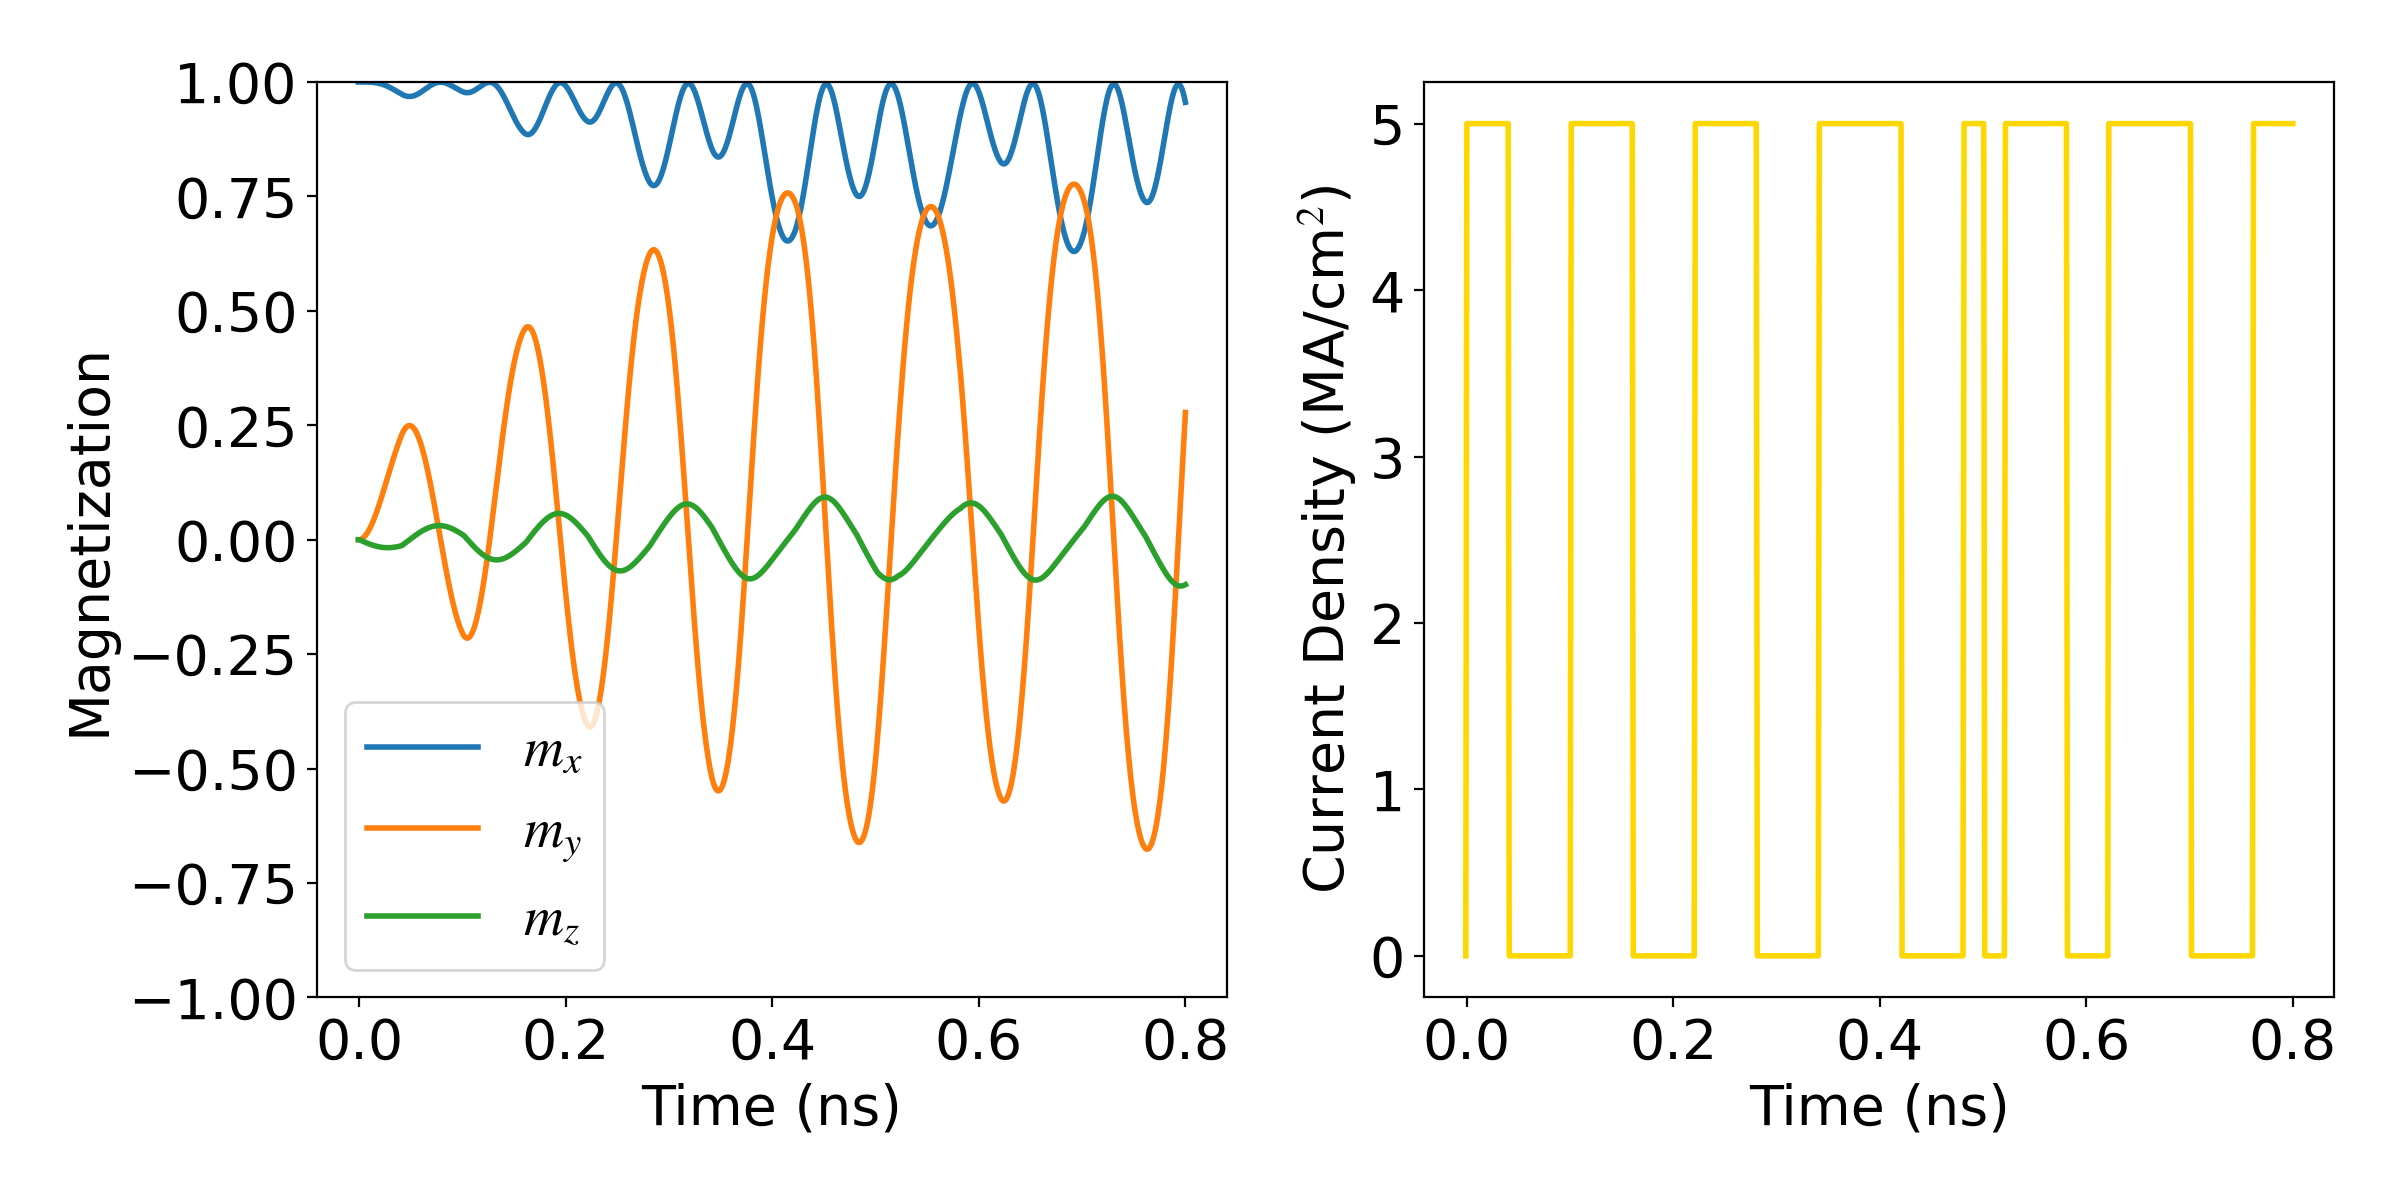 1.00
0.75
0.50
0.25
0.00
−0.25
−0.50
−0.75
−1.00
Magnetization
m_x
m_y
m_z
0.0 0.2 0.4 0.6 0.8
Time (ns)
5
4
3
2
1
0
Current Density (MA/cm²)
0.0 0.2 0.4 0.6 0.8
Time (ns)